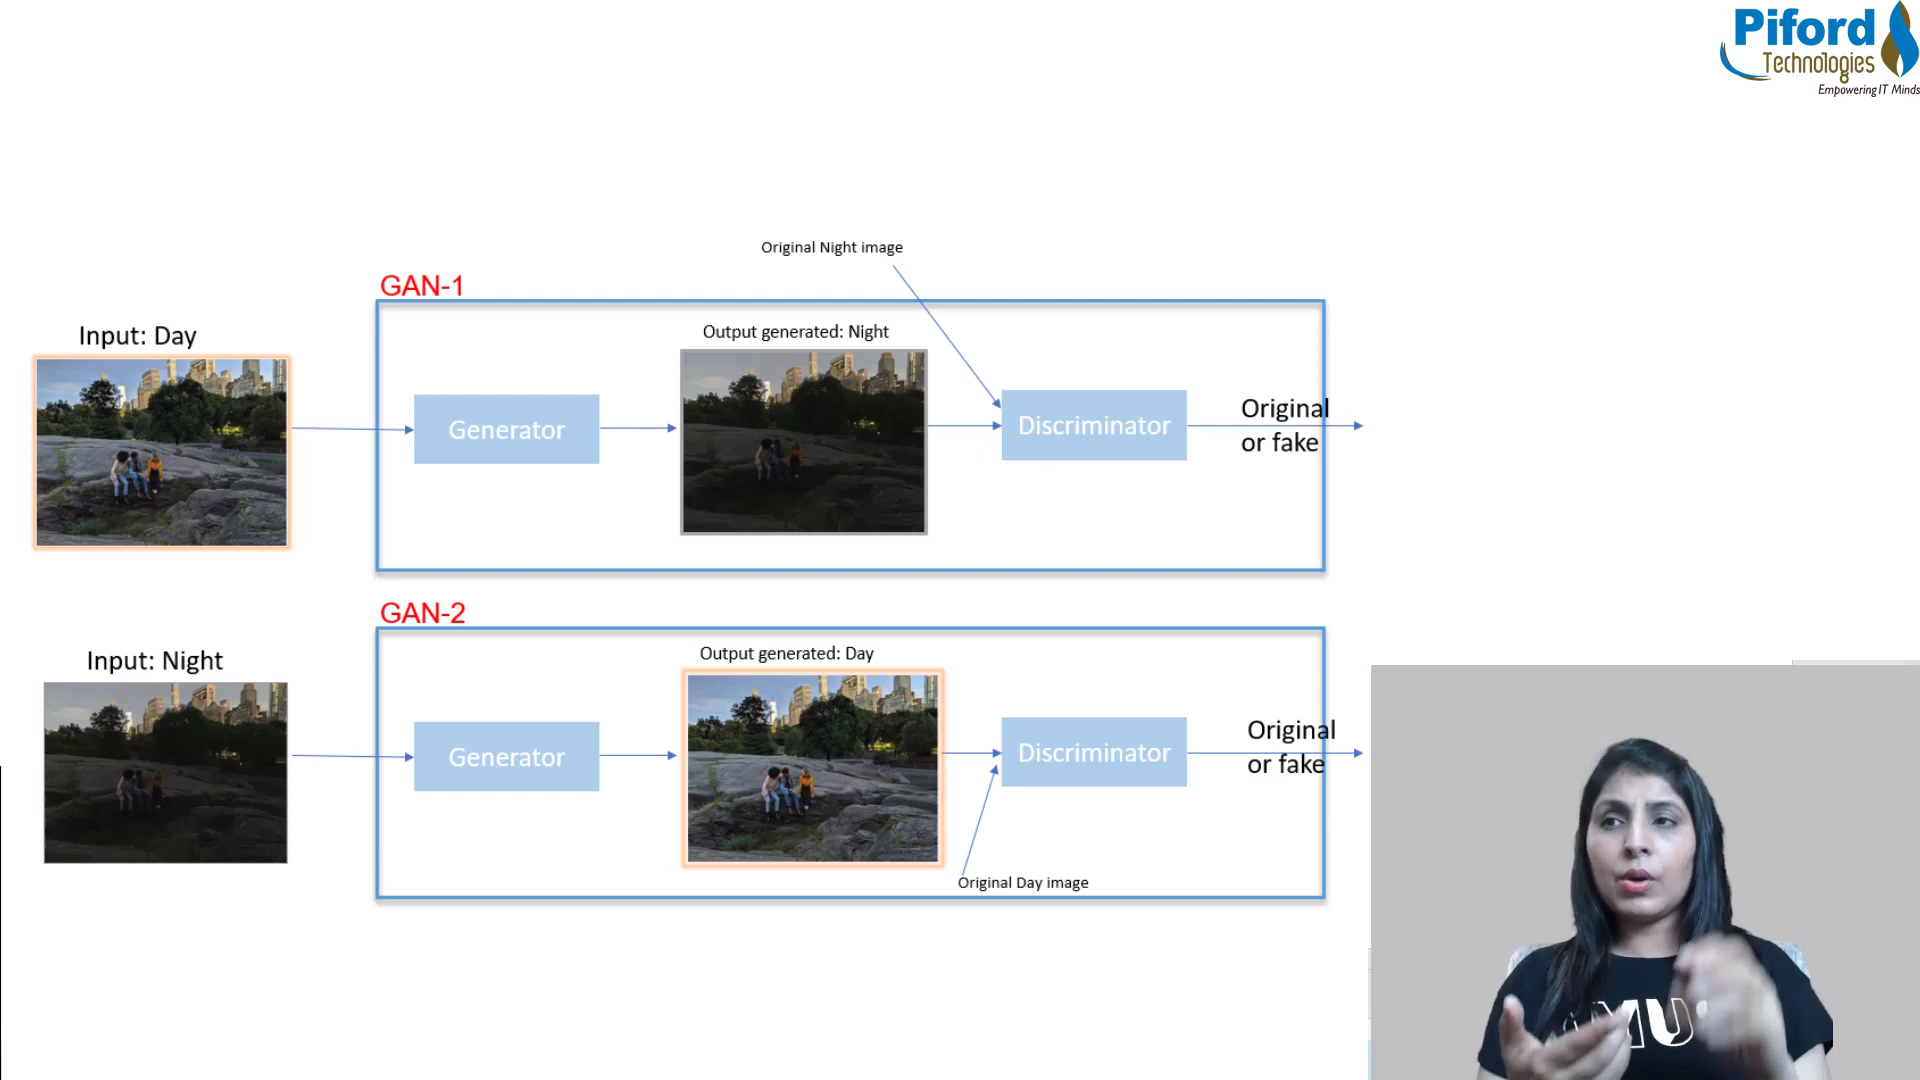 Piford
Technologies
Empowering IT Minds
Original Night image
GAN-1
Input: Day
Output generated: Night
Generator
Discriminator
Original
or fake
GAN-2
Input: Night
Output generated: Day
Generator
Discriminator
Original
or fake
Original Day image